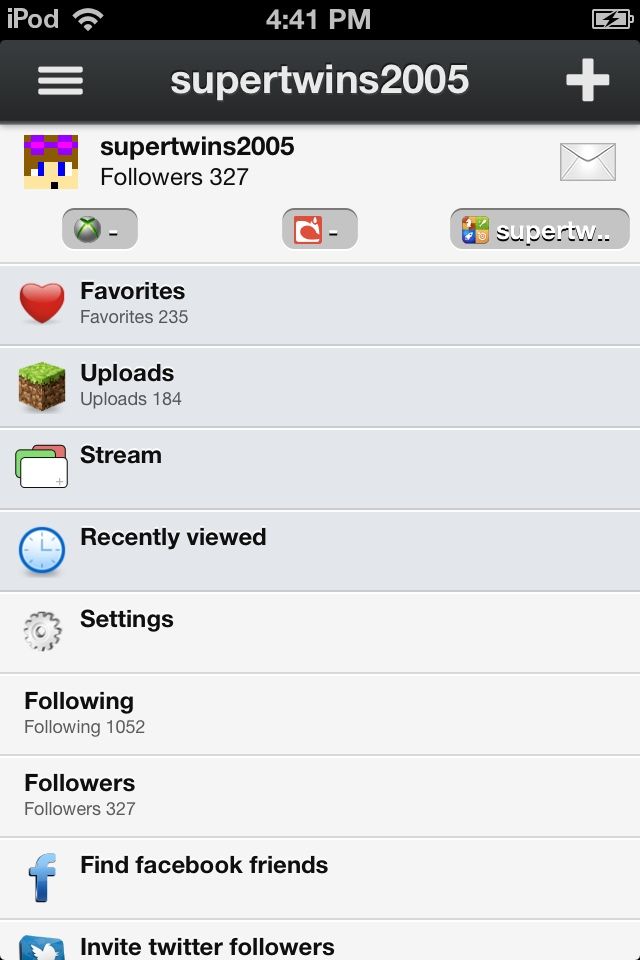 iPod 4:41 PM
supertwins2005
supertwins2005
Followers 327
- - supertw..
Favorites
Favorites 235
Uploads
Uploads 184
Stream
Recently viewed
Settings
Following
Following 1052
Followers
Followers 327
Find facebook friends
Invite twitter followers